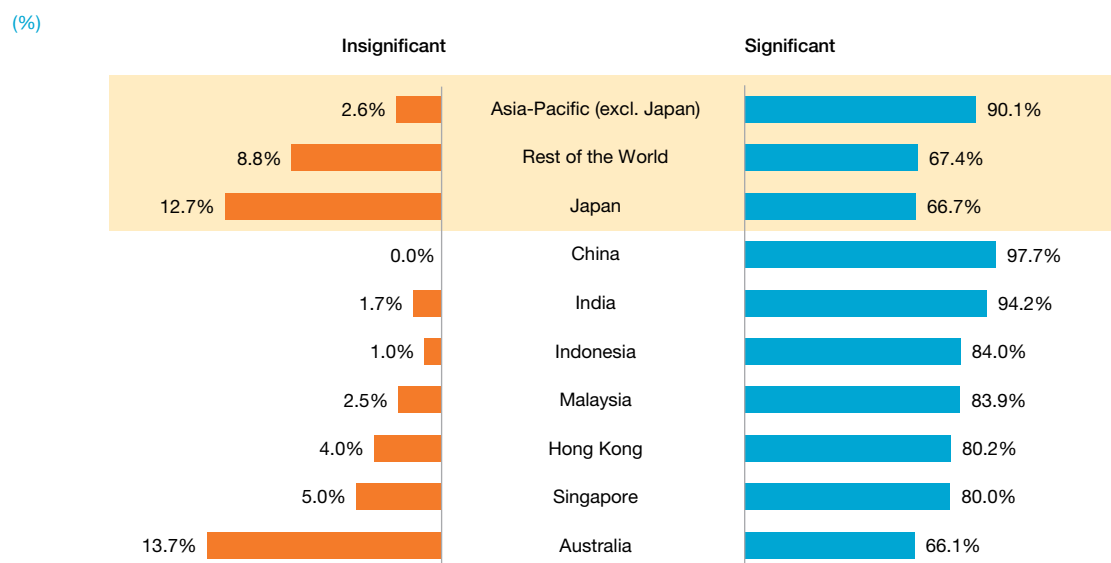 (%)
Insignificant Significant
2.6% Asia-Pacific (excl. Japan) 90.1%
8.8% Rest of the World 67.4%
12.7% Japan 66.7%
0.0% China 97.7%
1.7% India 94.2%
1.0% Indonesia 84.0%
2.5% Malaysia 83.9%
4.0% Hong Kong 80.2%
5.0% Singapore 80.0%
13.7% Australia 66.1%